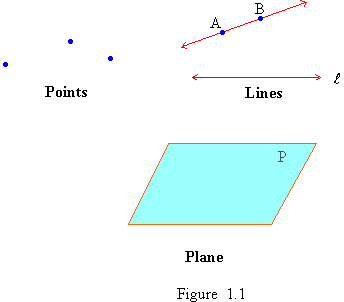 B
A
Points
Lines
ℓ
P
Plane
Figure 1.1